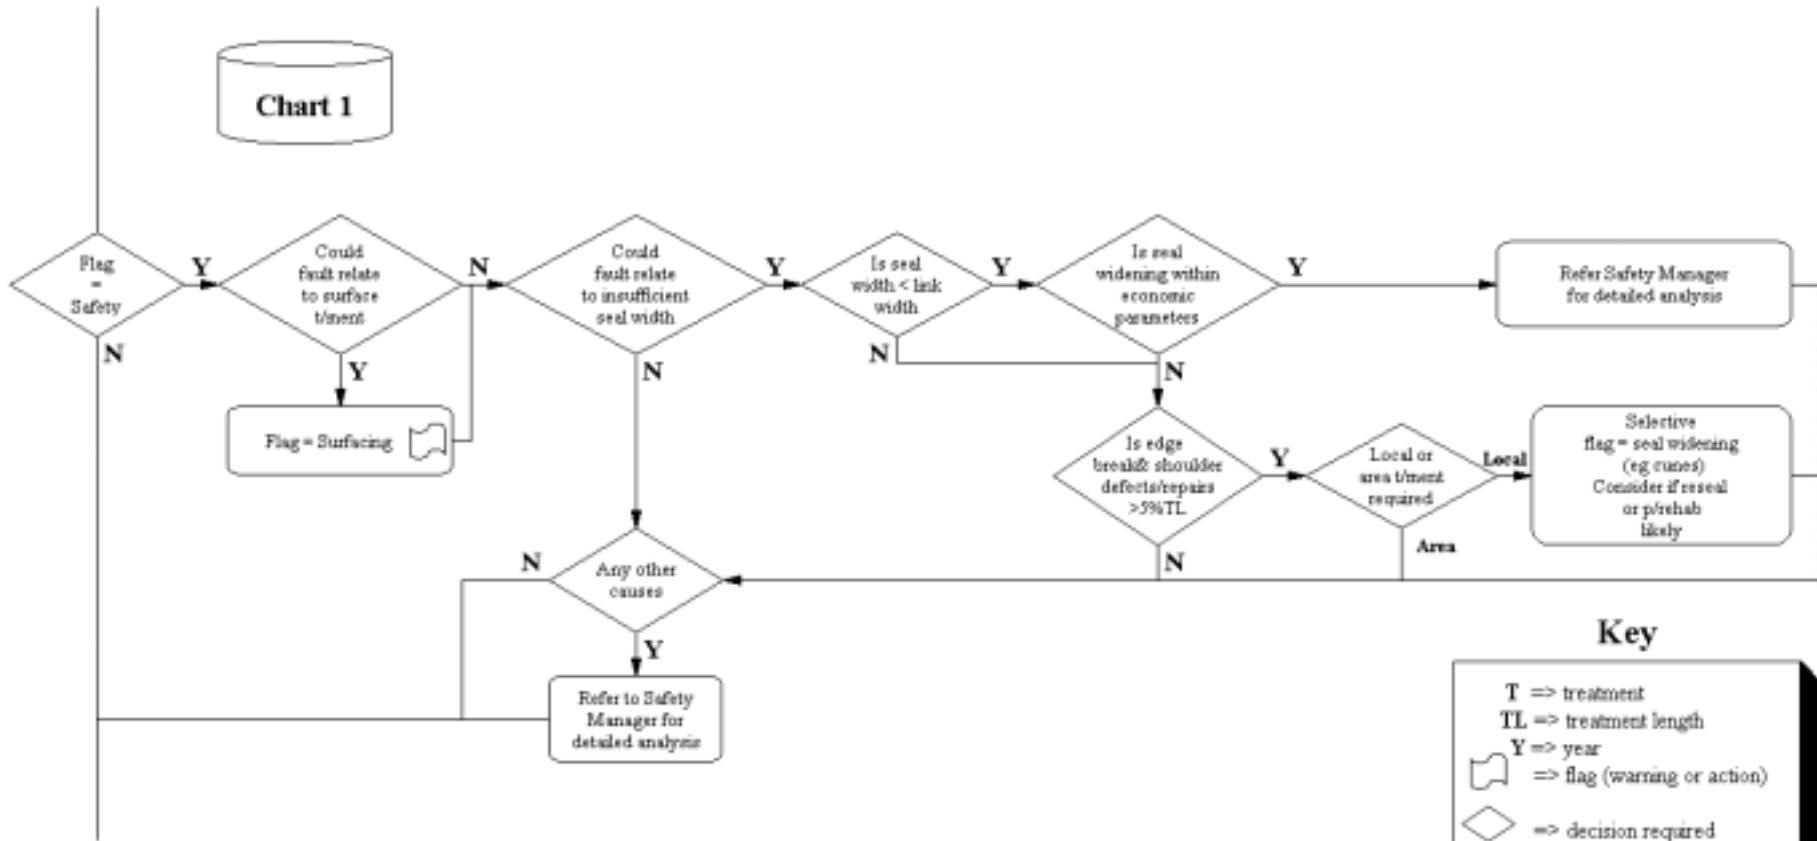 Chart 1
Flag
=
Safety
Y
N
Could
fault relate
to surface
t/ment
N
Y
Flag = Surfacing
Could
fault relate
to insufficient
seal width
Y
N
Is seal
width < link
width
Y
N
Is seal
widening within
economic
parameters
Y
N
Refer Safety Manager
for detailed analysis
Is edge
break& shoulder
defects/repairs
>5%TL
Y
N
Local or
area t/ment
required
Local
Area
Selective
flag = seal widening
(eg cunes)
Consider if reseal
or p/rehab
likely
Any other
causes
N
Y
Refer to Safety
Manager for
detailed analysis
Key
T => treatment
TL => treatment length
Y => year
=> flag (warning or action)
=> decision required